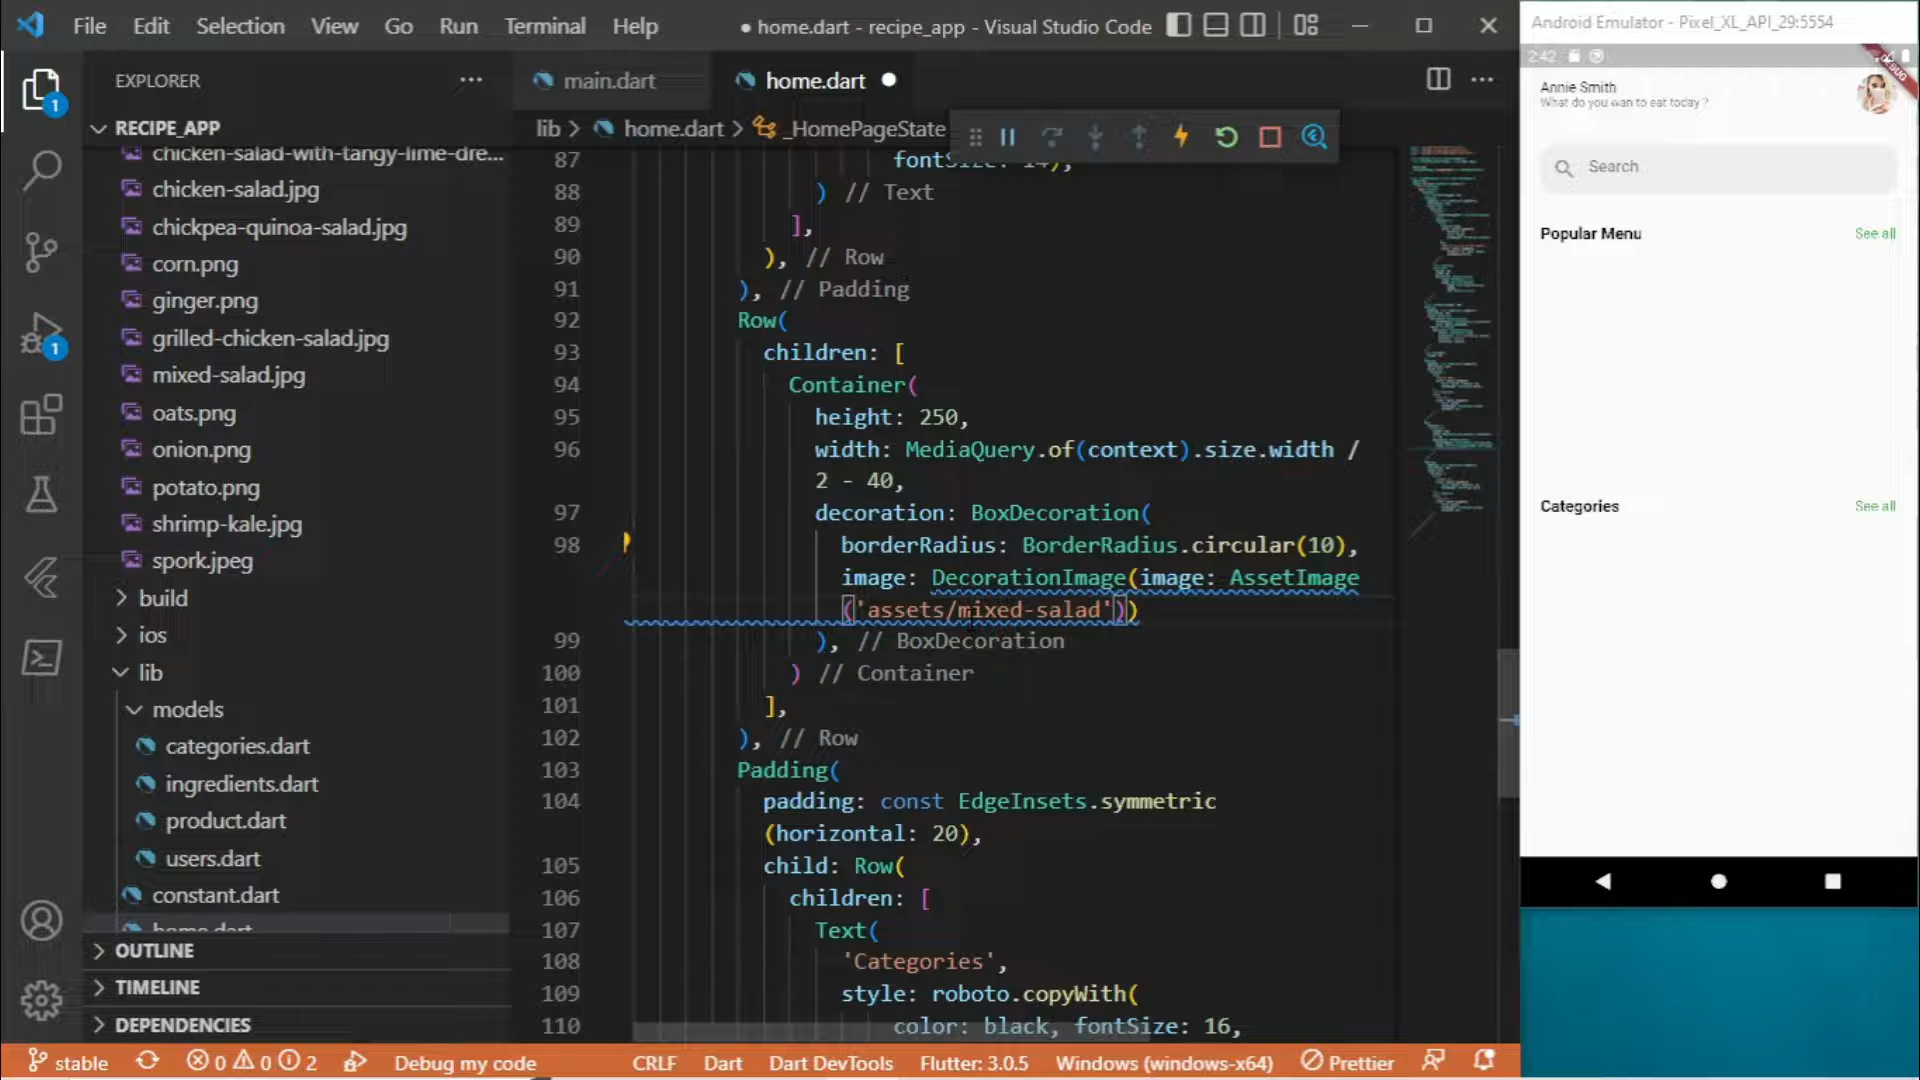 File Edit Selection View Go Run Terminal Help
● home.dart - recipe_app - Visual Studio Code
EXPLORER
RECIPE_APP
chicken-salad-with-tangy-lime-dre...
chicken-salad.jpg
chickpea-quinoa-salad.jpg
corn.png
ginger.png
grilled-chicken-salad.jpg
mixed-salad.jpg
oats.png
onion.png
potato.png
shrimp-kale.jpg
spork.jpeg
build
ios
lib
models
categories.dart
ingredients.dart
product.dart
users.dart
constant.dart
home.dart
OUTLINE
TIMELINE
DEPENDENCIES
1
1
main.dart
home.dart
lib > home.dart > _HomePageState
87 fontSize: 14),
88 ) // Text
89 ],
90 ), // Row
91 ), // Padding
92 Row(
93 children: [
94 Container(
95 height: 250,
96 width: MediaQuery.of(context).size.width /
2 - 40,
97 decoration: BoxDecoration(
98 borderRadius: BorderRadius.circular(10),
image: DecorationImage(image: AssetImage
('assets/mixed-salad'))
99 ), // BoxDecoration
100 ) // Container
101 ],
102 ), // Row
103 Padding(
104 padding: const EdgeInsets.symmetric
(horizontal: 20),
105 child: Row(
106 children: [
107 Text(
108 'Categories',
109 style: roboto.copyWith(
110 color: black, fontSize: 16,
stable 0 0 2 Debug my code CRLF Dart Dart DevTools Flutter: 3.0.5 Windows (windows-x64) Prettier
Android Emulator - Pixel_XL_API_29:5554
2:42
DEBUG
Annie Smith
What do you wan to eat today ?
Search
Popular Menu See all
Categories See all